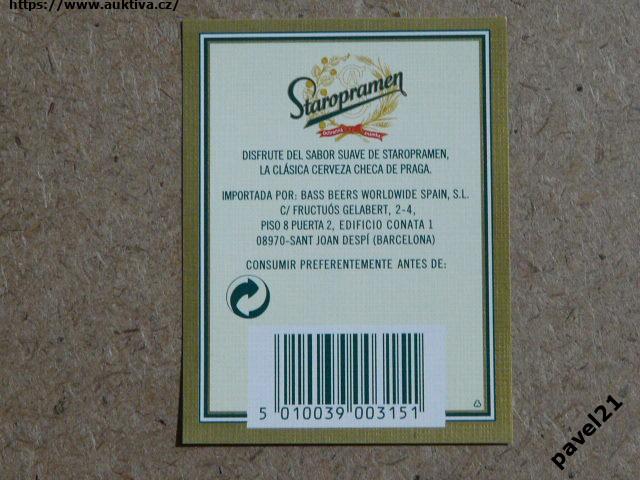 https://www.auktiva.cz/
Staropramen
Ochranná známka
DISFRUTE DEL SABOR SUAVE DE STAROPRAMEN,
LA CLÁSICA CERVEZA CHECA DE PRAGA.
IMPORTADA POR: BASS BEERS WORLDWIDE SPAIN, S.L.
C/ FRUCTUÓS GELABERT, 2-4,
PISO 8 PUERTA 2, EDIFICIO CONATA 1
08970-SANT JOAN DESPÍ (BARCELONA)
CONSUMIR PREFERENTEMENTE ANTES DE:
5 010039 003151
pavel21